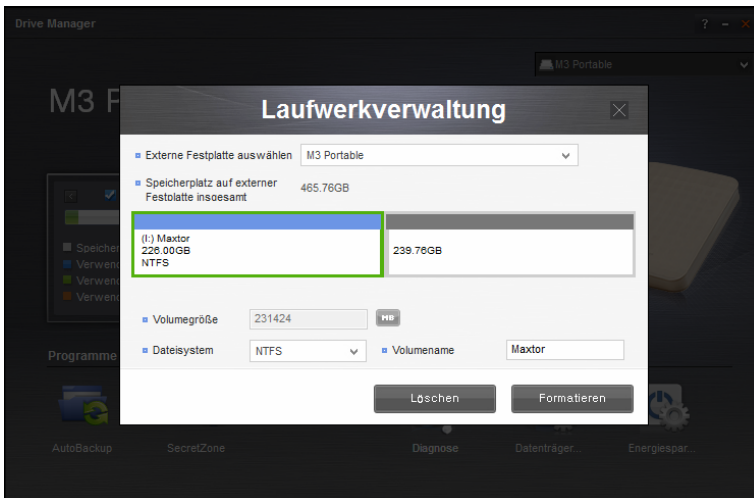 Drive Manager
? – ×
M3 Portable
M3 P
Laufwerkverwaltung
Externe Festplatte auswählen
M3 Portable
Speicherplatz auf externer
Festplatte insgesamt
465.76GB
(I:) Maxtor
226.00GB
NTFS
239.76GB
Speicher
Verwend
Verwend
Verwend
Volumegröße
231424
MB
Dateisystem
NTFS
Volumename
Maxtor
Programme
Löschen
Formatieren
AutoBackup
SecretZone
Diagnose
Datenträger...
Energiespar...